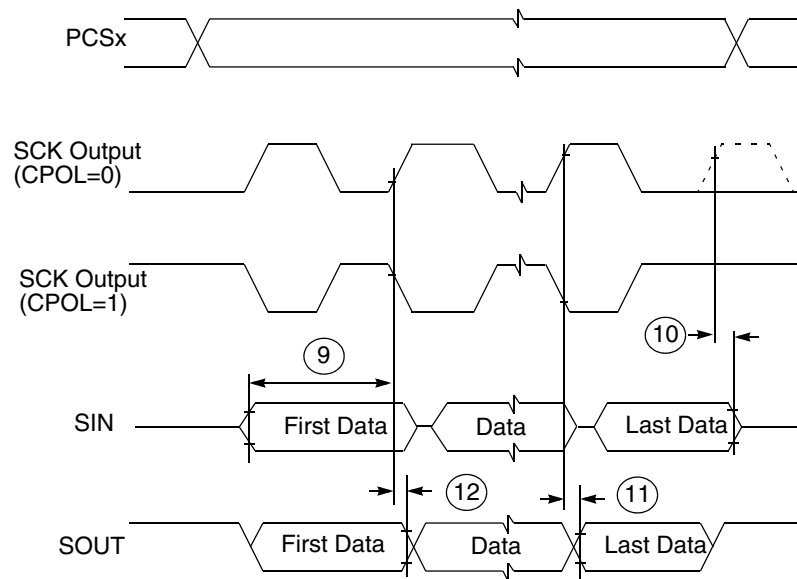 PCSx
SCK Output
(CPOL=0)
SCK Output
(CPOL=1)
10
9
SIN
First Data
Data
Last Data
12
11
SOUT
First Data
Data
Last Data